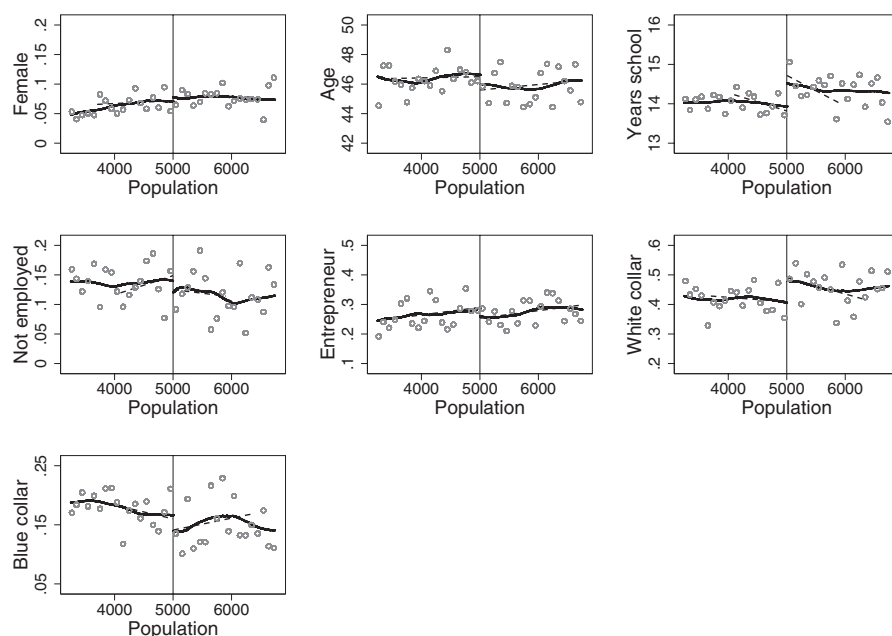 Female
0 .05 .1 .15 .2
4000 5000 6000
Population
Age
42 44 46 48 50
4000 5000 6000
Population
Years school
13 14 15 16
4000 5000 6000
Population
Not employed
0 .05 .1 .15 .2
4000 5000 6000
Population
Entrepreneur
.1 .2 .3 .4 .5
4000 5000 6000
Population
White collar
.2 .3 .4 .5 .6
4000 5000 6000
Population
Blue collar
.05 .15 .25
4000 5000 6000
Population